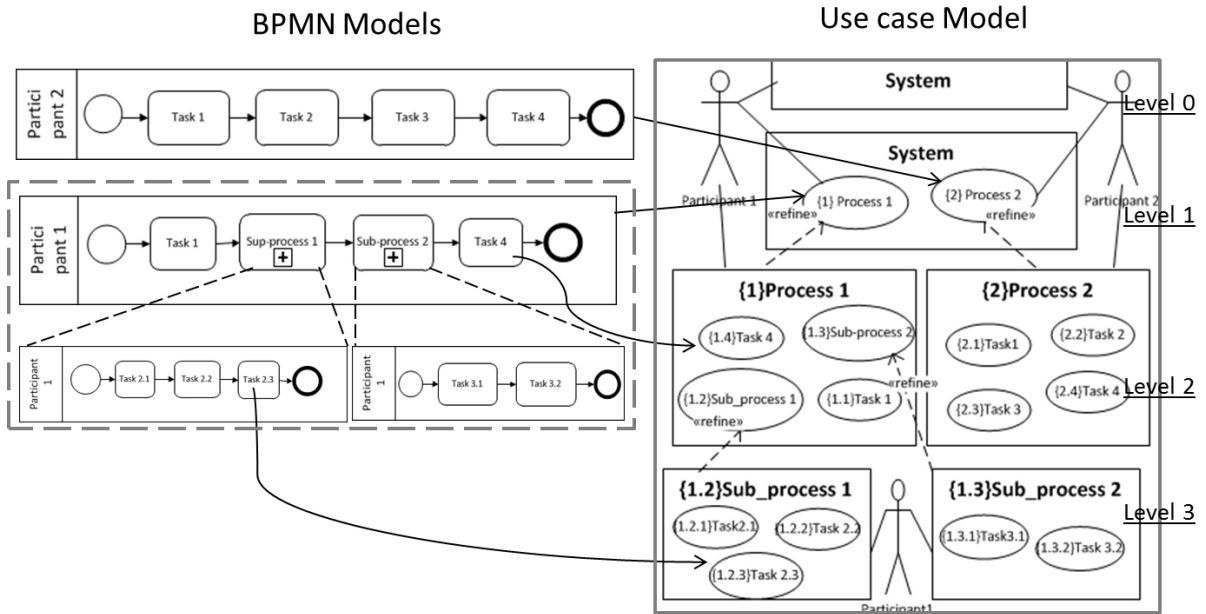 BPMN Models
Use case Model
Partici
pant 2
Task 1
Task 2
Task 3
Task 4
Partici
pant 1
Task 1
Sup-process 1
Sub-process 2
Task 4
Participant
1
Task 2.1
Task 2.2
Task 2.3
Participant
1
Task 3.1
Task 3.2
System
Level 0
System
Participant 1
{1} Process 1
«refine»
{2} Process 2
«refine»
Participant 2
Level 1
{1}Process 1
{1.4}Task 4
{1.3}Sub-process 2
{1.2}Sub_process 1
«refine»
{1.1}Task 1
«refine»
{2}Process 2
{2.1}Task1
{2.2}Task 2
{2.3}Task 3
{2.4}Task 4
Level 2
{1.2}Sub_process 1
{1.2.1}Task2.1
{1.2.2}Task 2.2
{1.2.3}Task 2.3
Participant1
{1.3}Sub_process 2
{1.3.1}Task3.1
{1.3.2}Task 3.2
Level 3